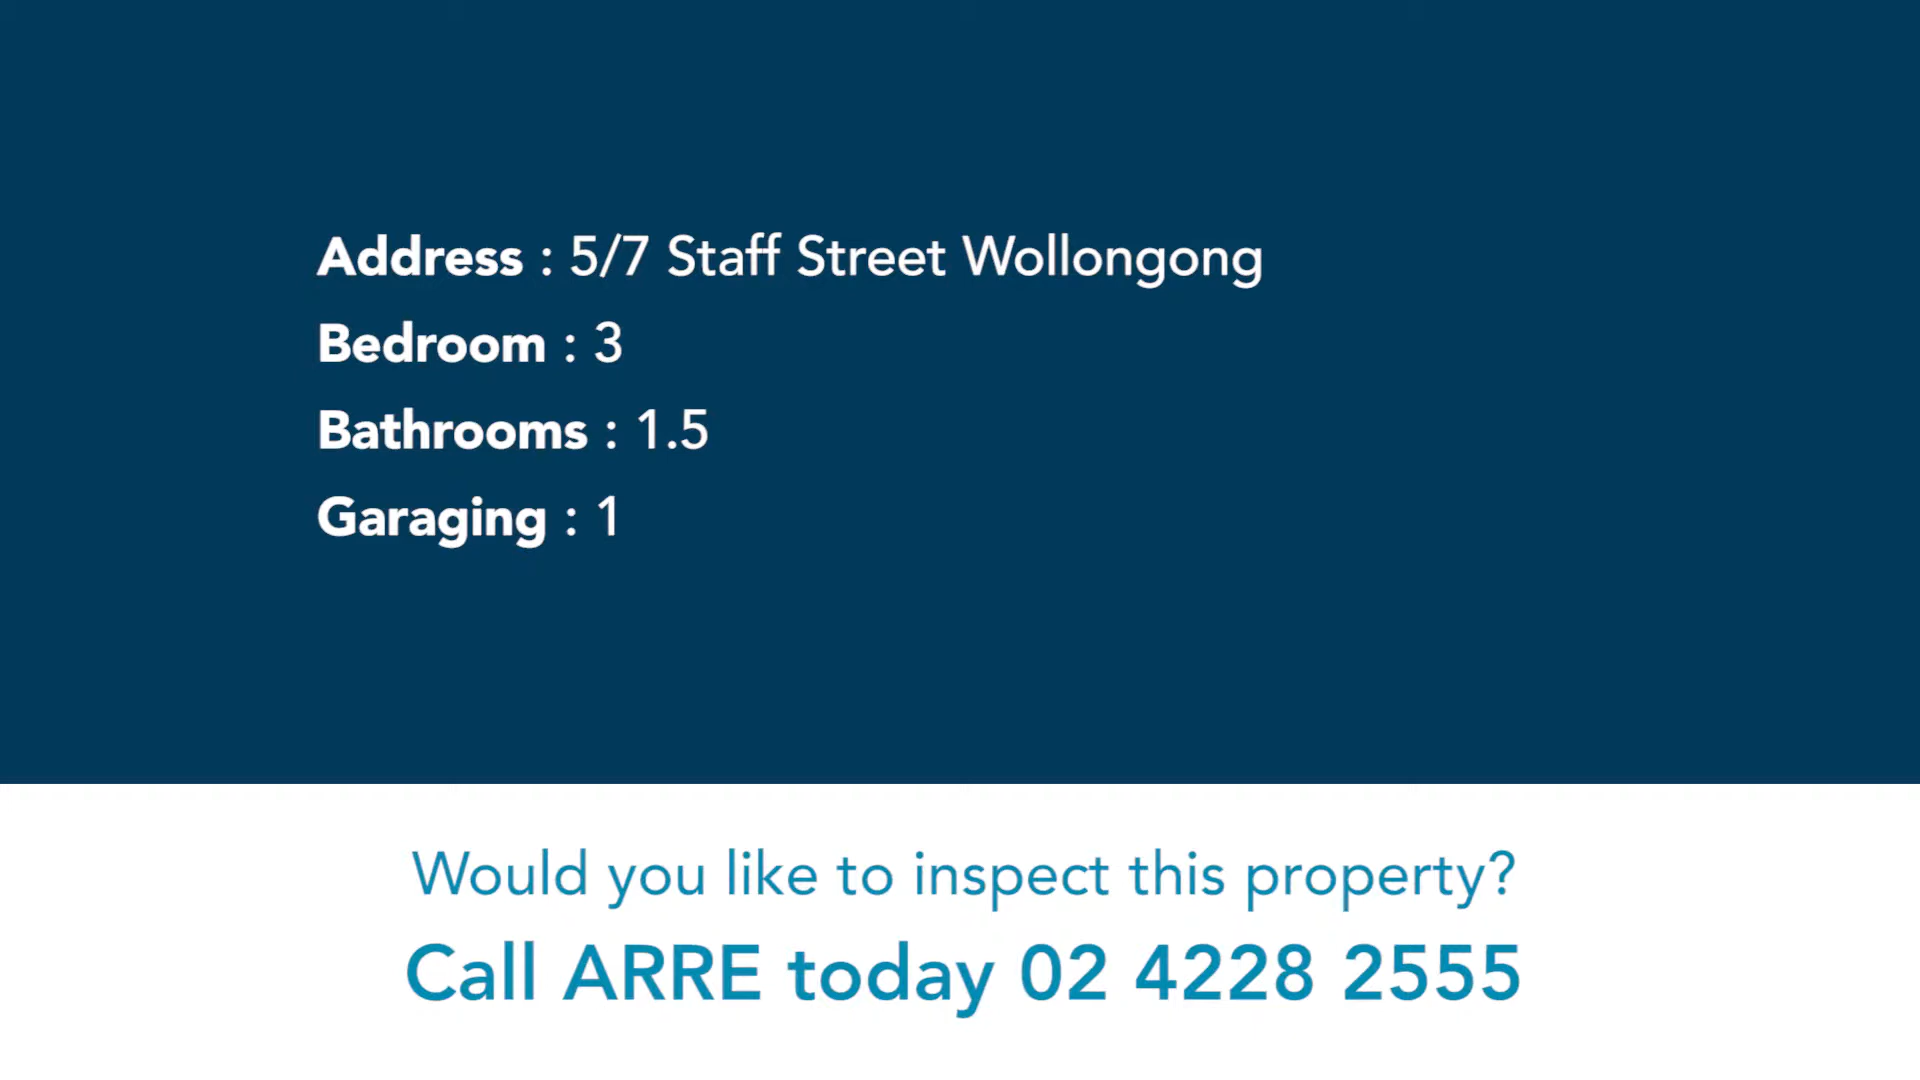 Address : 5/7 Staff Street Wollongong
Bedroom : 3
Bathrooms : 1.5
Garaging : 1
Would you like to inspect this property?
Call ARRE today 02 4228 2555